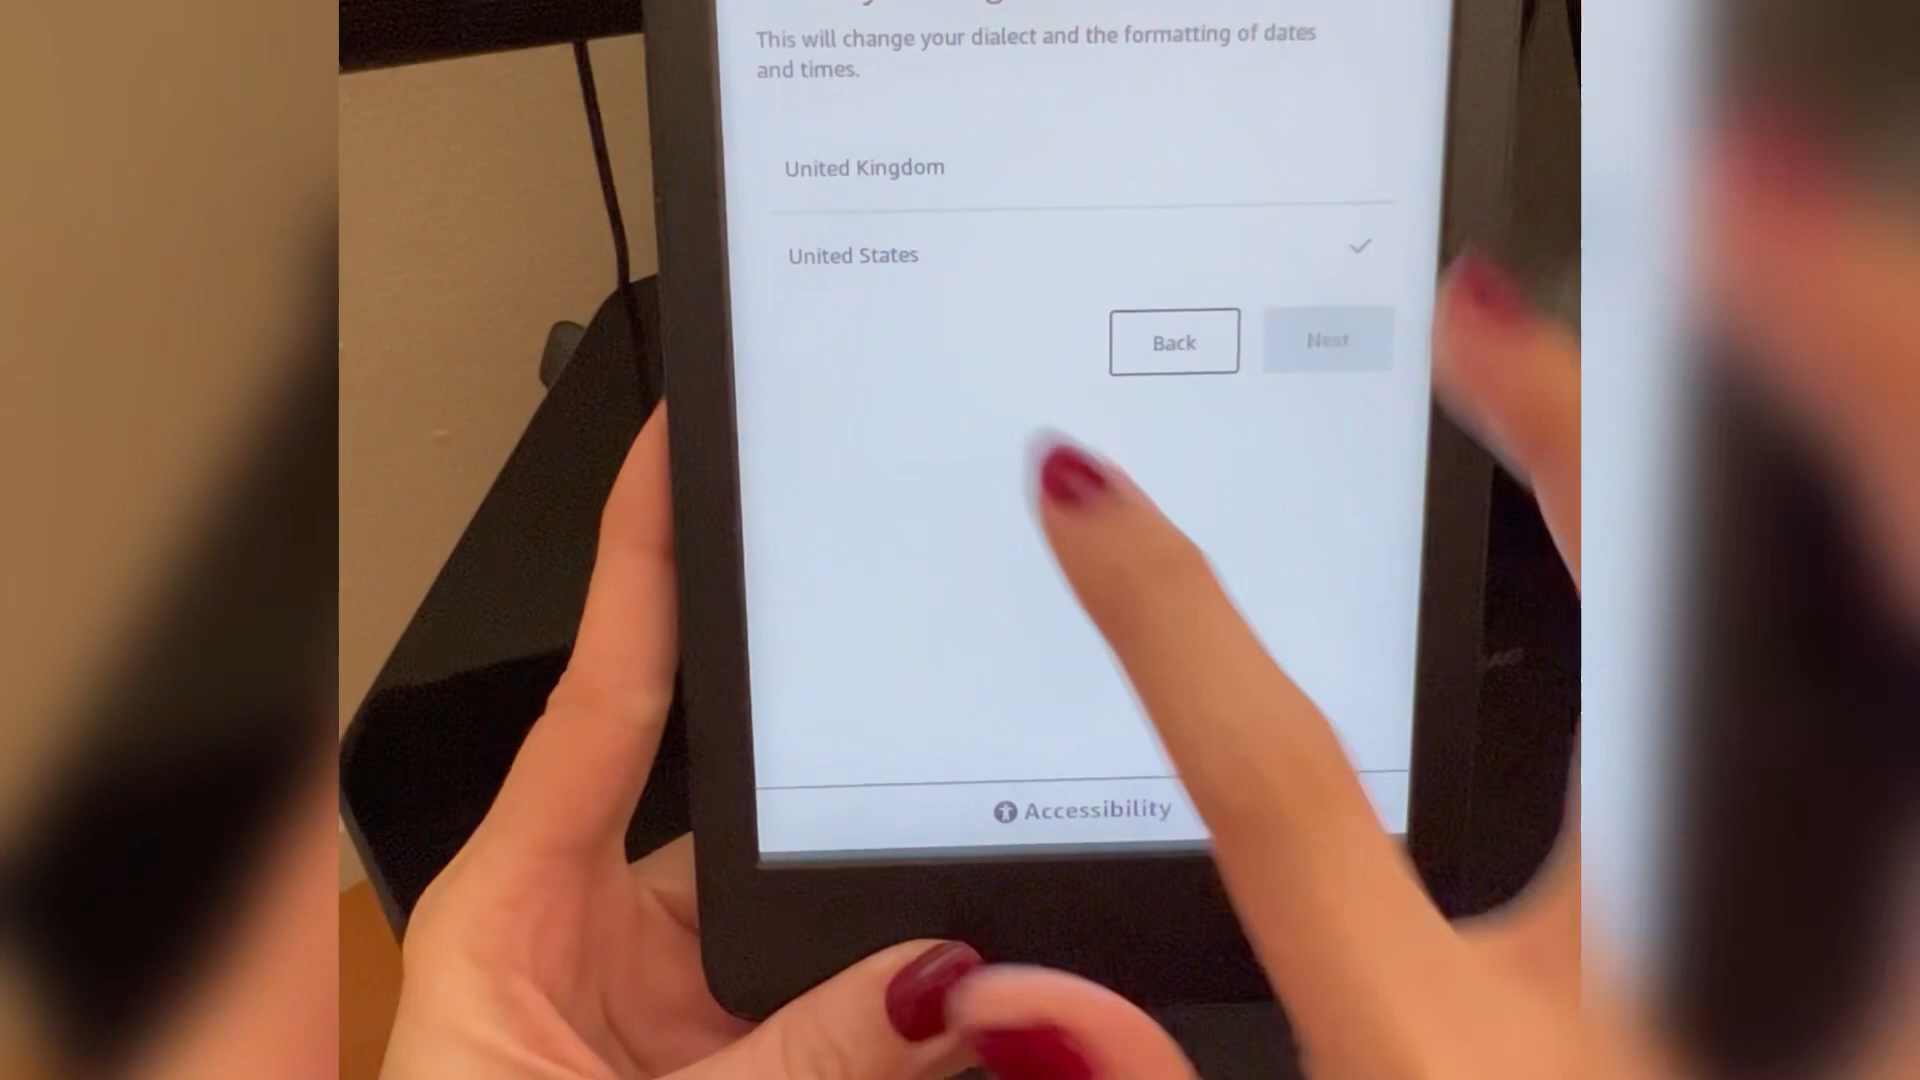 This will change your dialect and the formatting of dates
and times.
United Kingdom
United States
Back
Next
Accessibility